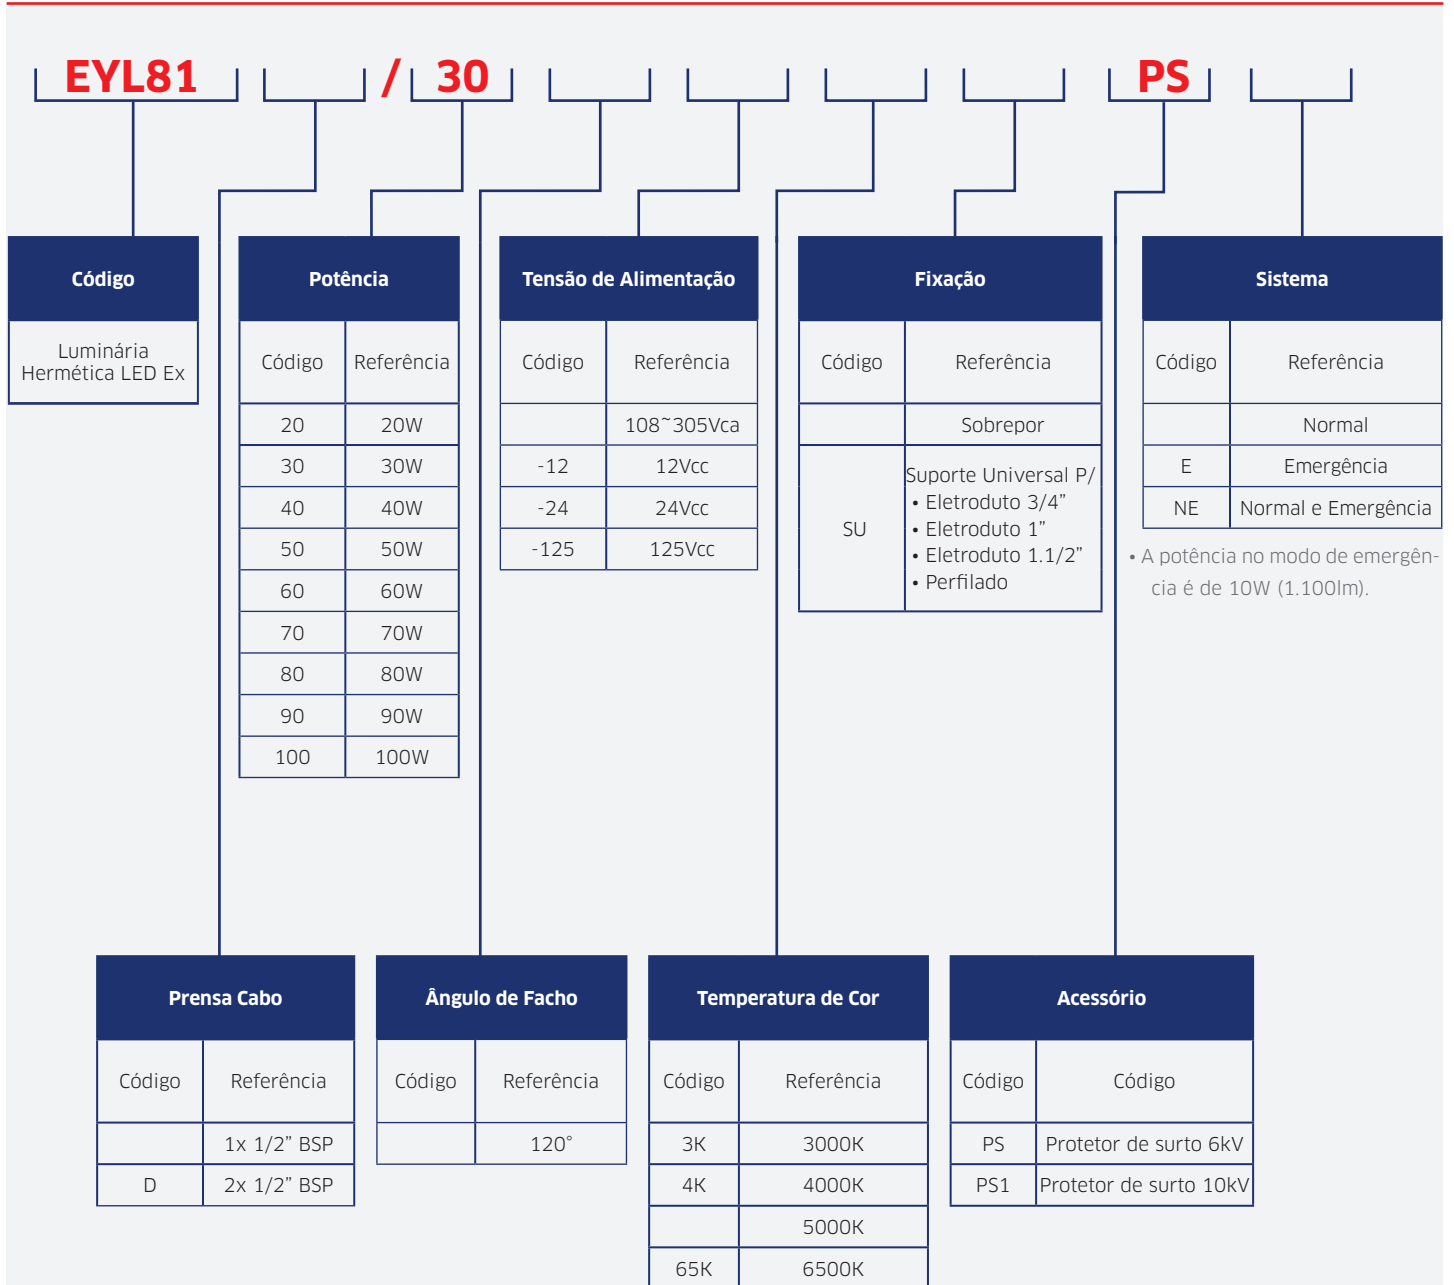 EYL81 / 30 PS
Código
Luminária
Hermética LED Ex
Potência
Código Referência
20 20W
30 30W
40 40W
50 50W
60 60W
70 70W
80 80W
90 90W
100 100W
Tensão de Alimentação
Código Referência
108~305Vca
-12 12Vcc
-24 24Vcc
-125 125Vcc
Fixação
Código Referência
Sobrepor
SU
Suporte Universal P/
• Eletroduto 3/4”
• Eletroduto 1”
• Eletroduto 1.1/2”
• Perfilado
Sistema
Código Referência
Normal
E Emergência
NE Normal e Emergência
• A potência no modo de emergên-
cia é de 10W (1.100lm).
Prensa Cabo
Código Referência
1x 1/2” BSP
D 2x 1/2” BSP
Ângulo de Facho
Código Referência
120°
Temperatura de Cor
Código Referência
3K 3000K
4K 4000K
5000K
65K 6500K
Acessório
Código Código
PS Protetor de surto 6kV
PS1 Protetor de surto 10kV